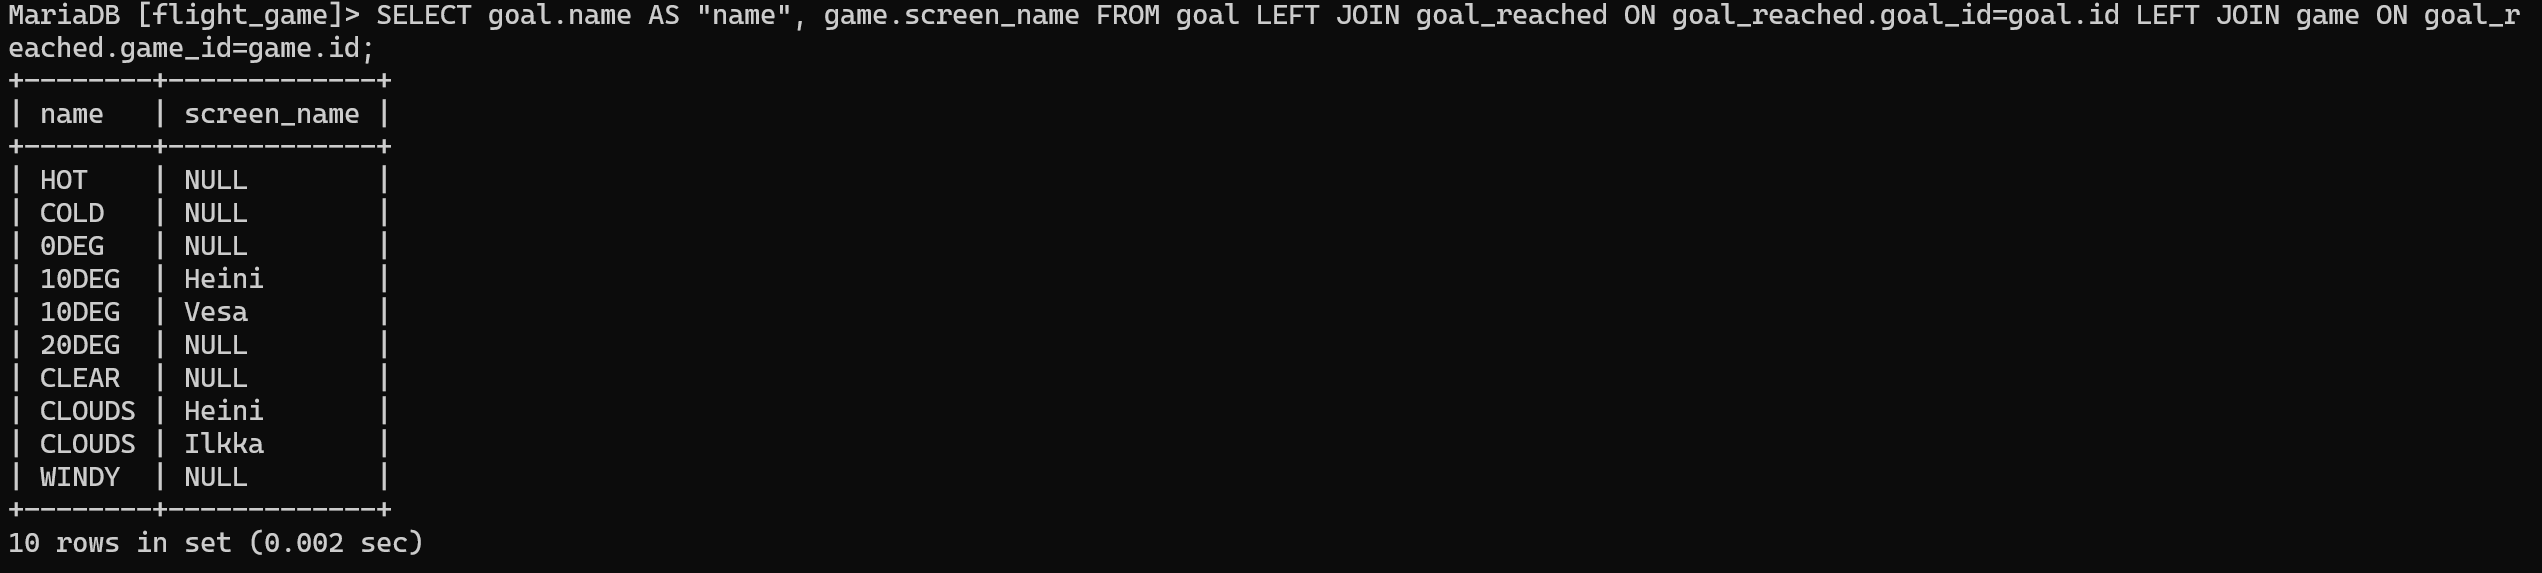 MariaDB [flight_game]> SELECT goal.name AS "name", game.screen_name FROM goal LEFT JOIN goal_reached ON goal_reached.goal_id=goal.id LEFT JOIN game ON goal_r
eached.game_id=game.id;
+--------+-------------+
| name   | screen_name |
+--------+-------------+
| HOT    | NULL        |
| COLD   | NULL        |
| 0DEG   | NULL        |
| 10DEG  | Heini       |
| 10DEG  | Vesa        |
| 20DEG  | NULL        |
| CLEAR  | NULL        |
| CLOUDS | Heini       |
| CLOUDS | Ilkka       |
| WINDY  | NULL        |
+--------+-------------+
10 rows in set (0.002 sec)